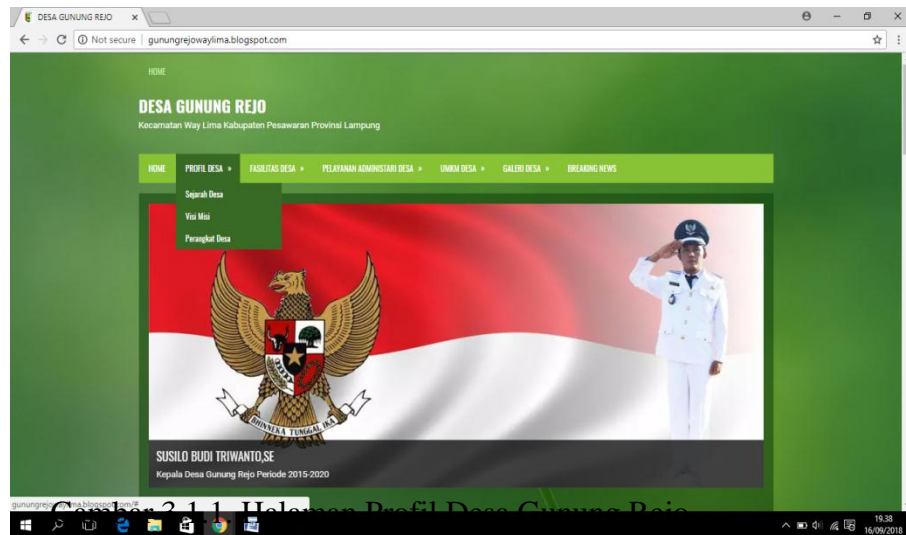 DESA GUNUNG REJO
Not secure | gunungrejowaylima.blogspot.com
HOME
DESA GUNUNG REJO
Kecamatan Way Lima Kabupaten Pesawaran Provinsi Lampung
HOME PROFIL DESA » FASILITAS DESA » PELAYANAN ADMINISTARI DESA » UMKM DESA » GALERI DESA » BREAKING NEWS
Sejarah Desa
Visi Misi
Perangkat Desa
BHINNEKA TUNGGAL IKA
SUSILO BUDI TRIWANTO,SE
Kepala Desa Gunung Rejo Periode 2015-2020
gunungrejowaylima.blogspot.com/#
Gambar 3.1.1. Halaman Profil Desa Gunung Rejo
19.38
16/09/2018